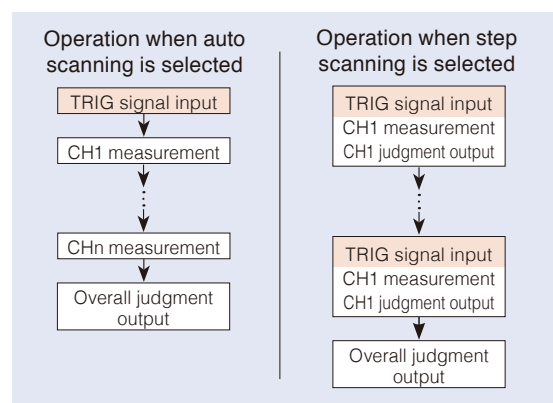 Operation when auto
scanning is selected
TRIG signal input
CH1 measurement
CHn measurement
Overall judgment
output
Operation when step
scanning is selected
TRIG signal input
CH1 measurement
CH1 judgment output
TRIG signal input
CH1 measurement
CH1 judgment output
Overall judgment
output